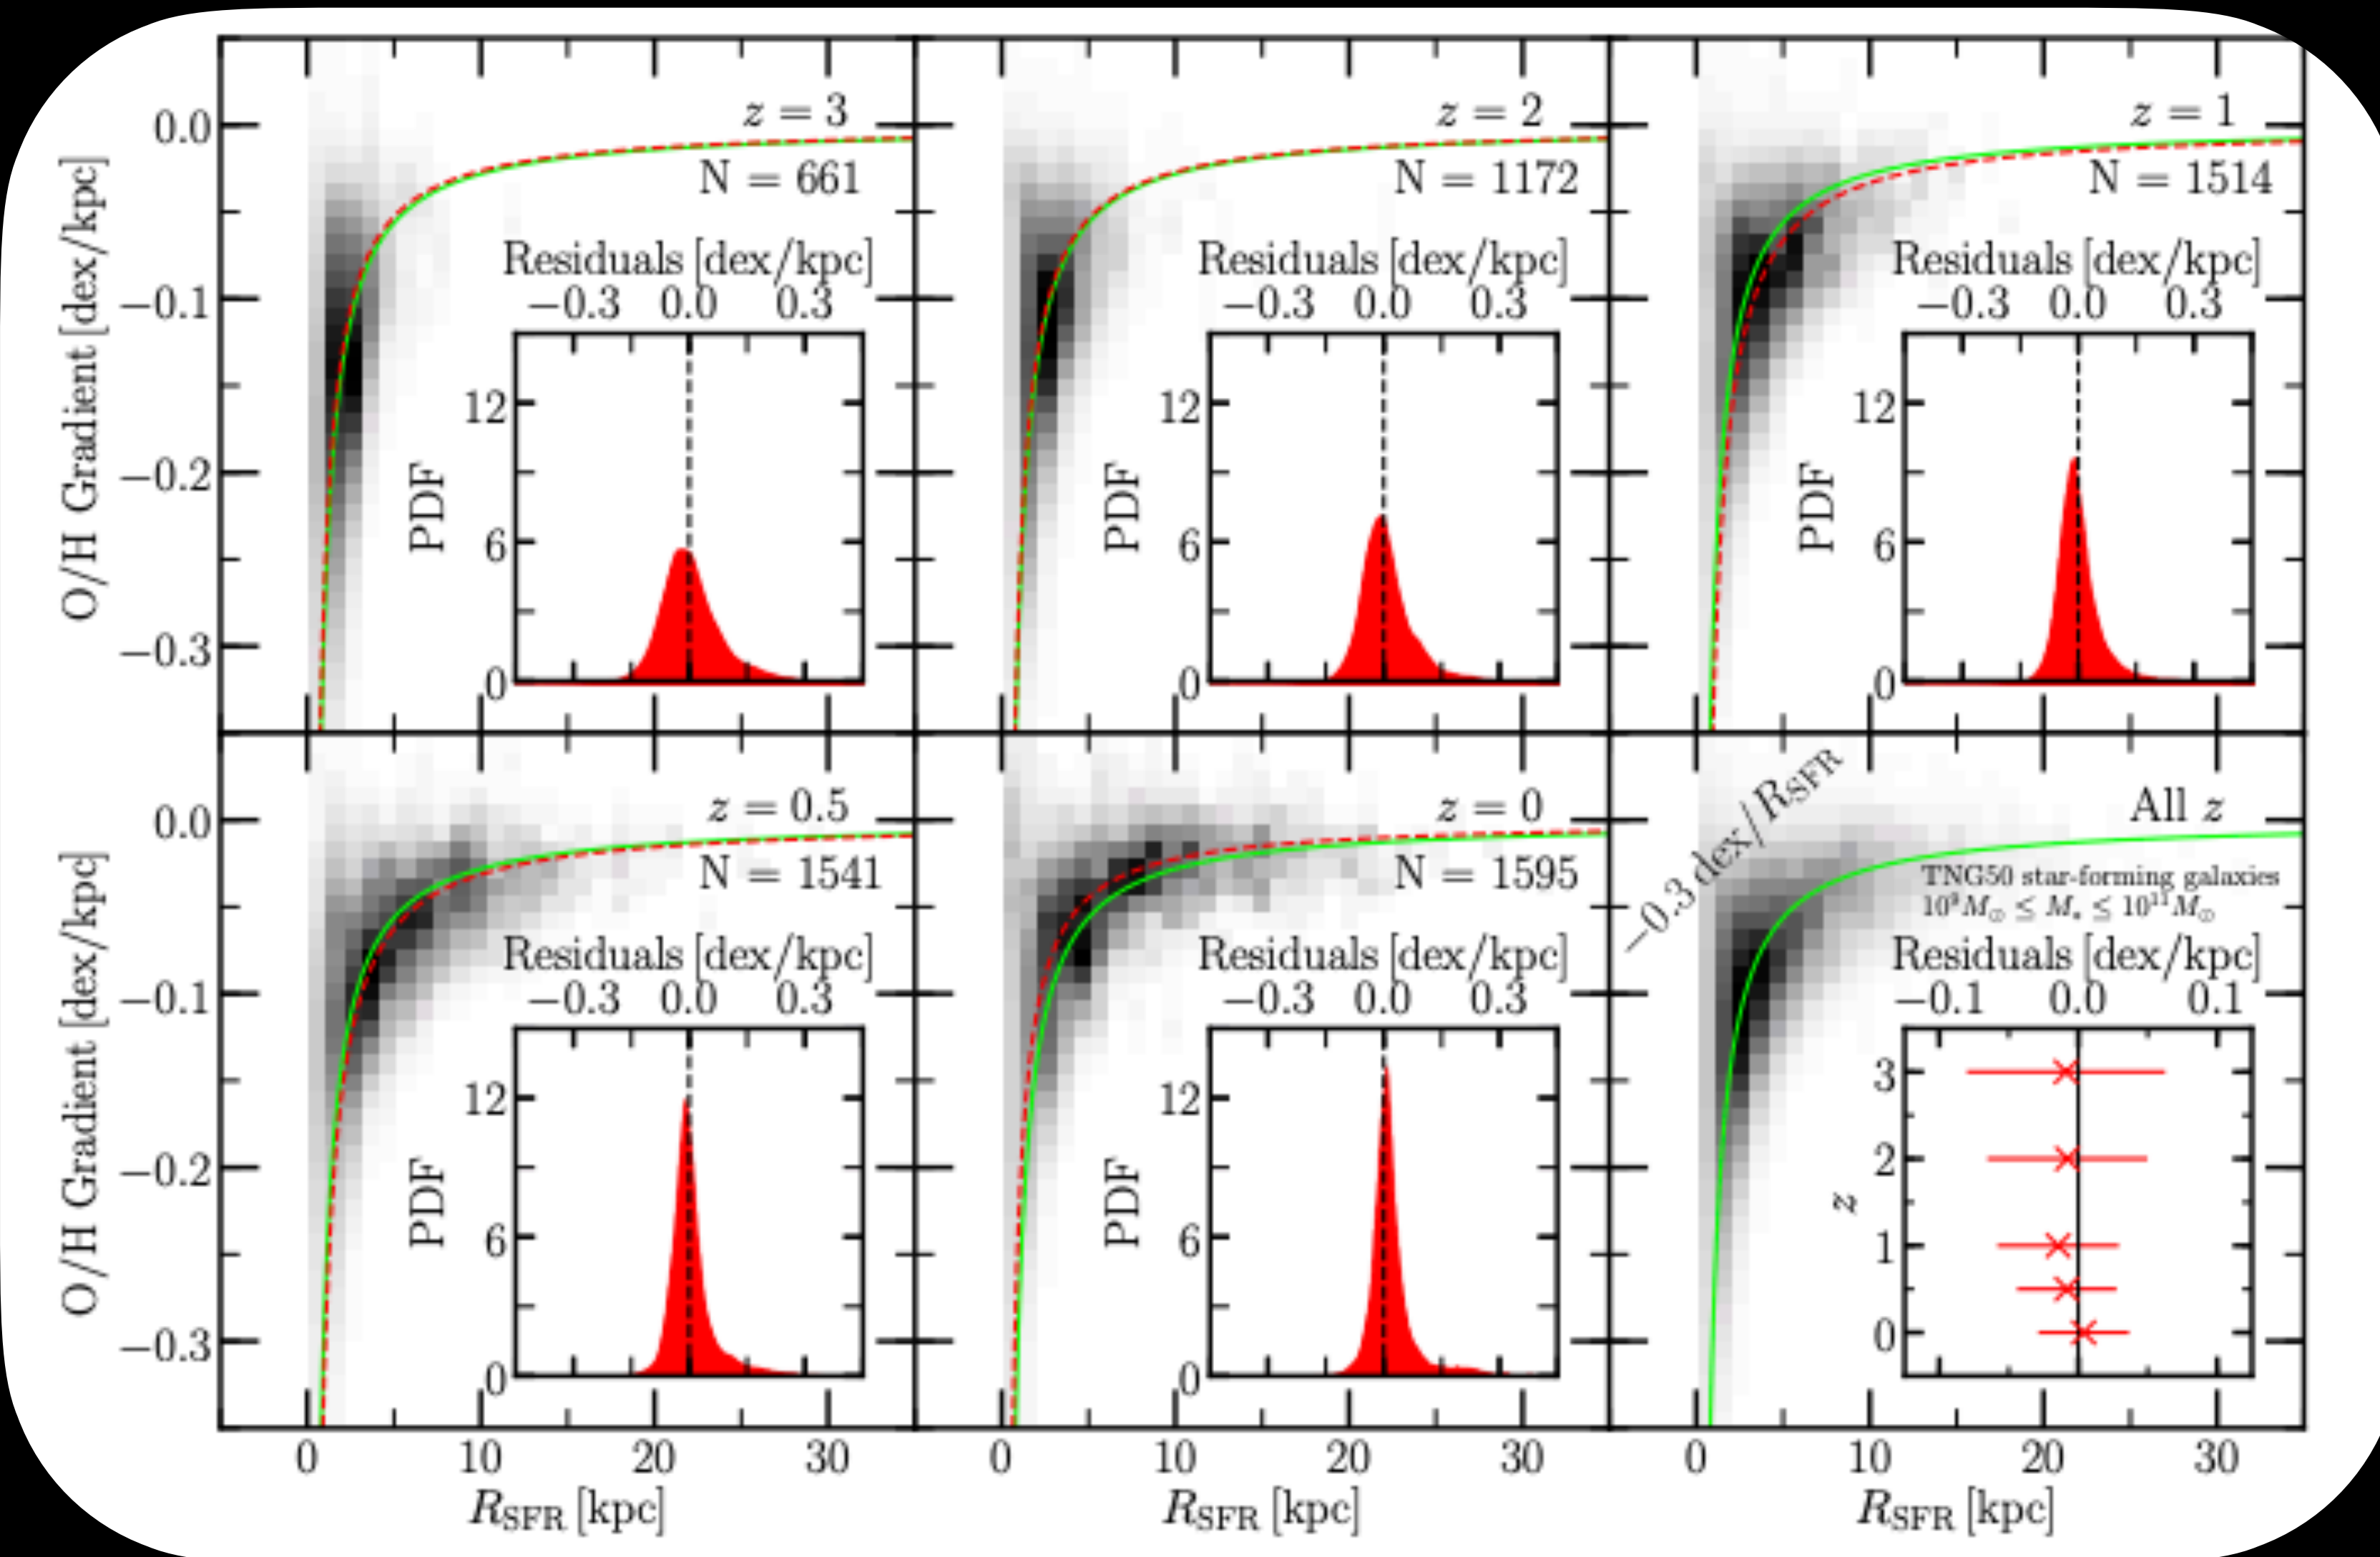 z = 3
N = 661
Residuals [dex/kpc]
−0.3 0.0 0.3
12
6
0
PDF
z = 2
N = 1172
Residuals [dex/kpc]
−0.3 0.0 0.3
12
6
0
PDF
z = 1
N = 1514
Residuals [dex/kpc]
−0.3 0.0 0.3
12
6
0
PDF
O/H Gradient [dex/kpc]
0.0
−0.1
−0.2
−0.3
z = 0.5
N = 1541
Residuals [dex/kpc]
−0.3 0.0 0.3
12
6
0
PDF
z = 0
N = 1595
Residuals [dex/kpc]
−0.3 0.0 0.3
12
6
0
PDF
−0.3 dex/R_SFR
All z
TNG50 star-forming galaxies
10⁹M⊙ ≤ M* ≤ 10¹¹M⊙
Residuals [dex/kpc]
−0.1 0.0 0.1
3
2
1
0
z
O/H Gradient [dex/kpc]
0.0
−0.1
−0.2
−0.3
0 10 20 30
0 10 20 30
0 10 20 30
R_SFR [kpc]
R_SFR [kpc]
R_SFR [kpc]